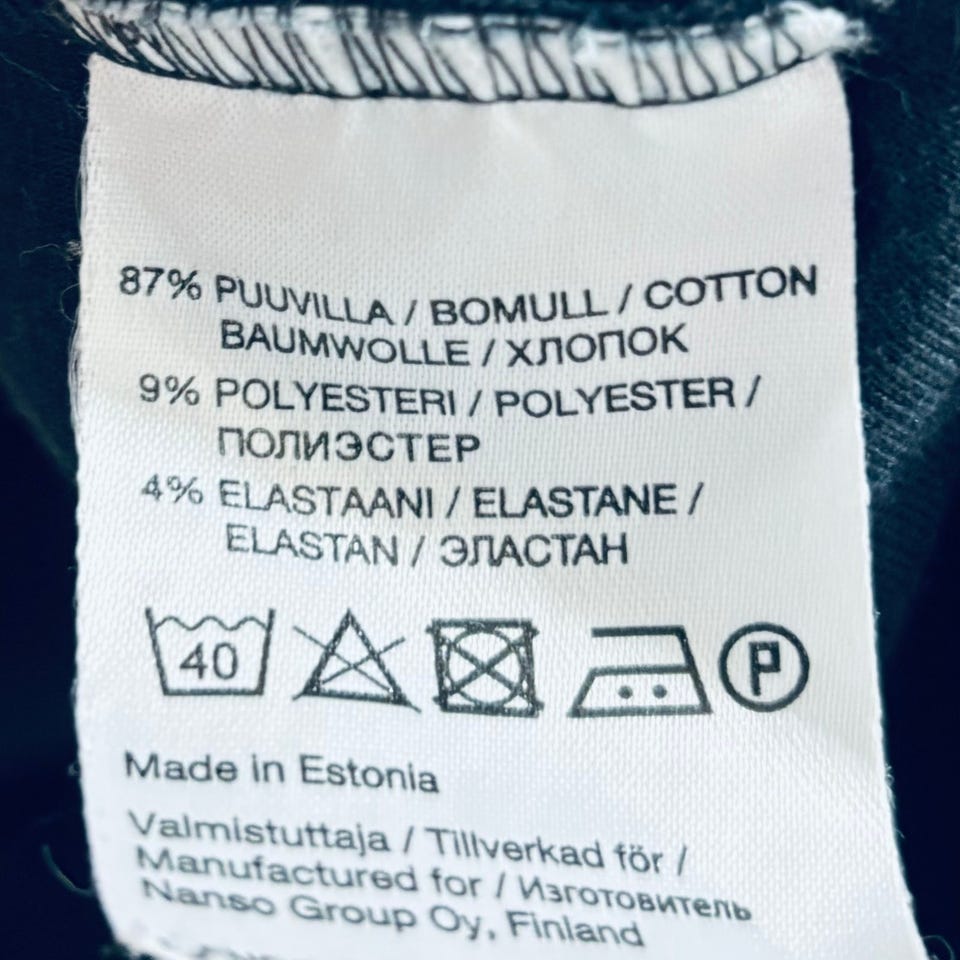 87% PUUVILLA / BOMULL / COTTON
BAUMWOLLE / ХЛОПОК
9% POLYESTERI / POLYESTER /
ПОЛИЭСТЕР
4% ELASTAANI / ELASTANE /
ELASTAN / ЭЛАСТАН
40
P
Made in Estonia
Valmistuttaja / Tillverkad för /
Manufactured for / Изготовитель
Nanso Group Oy, Finland